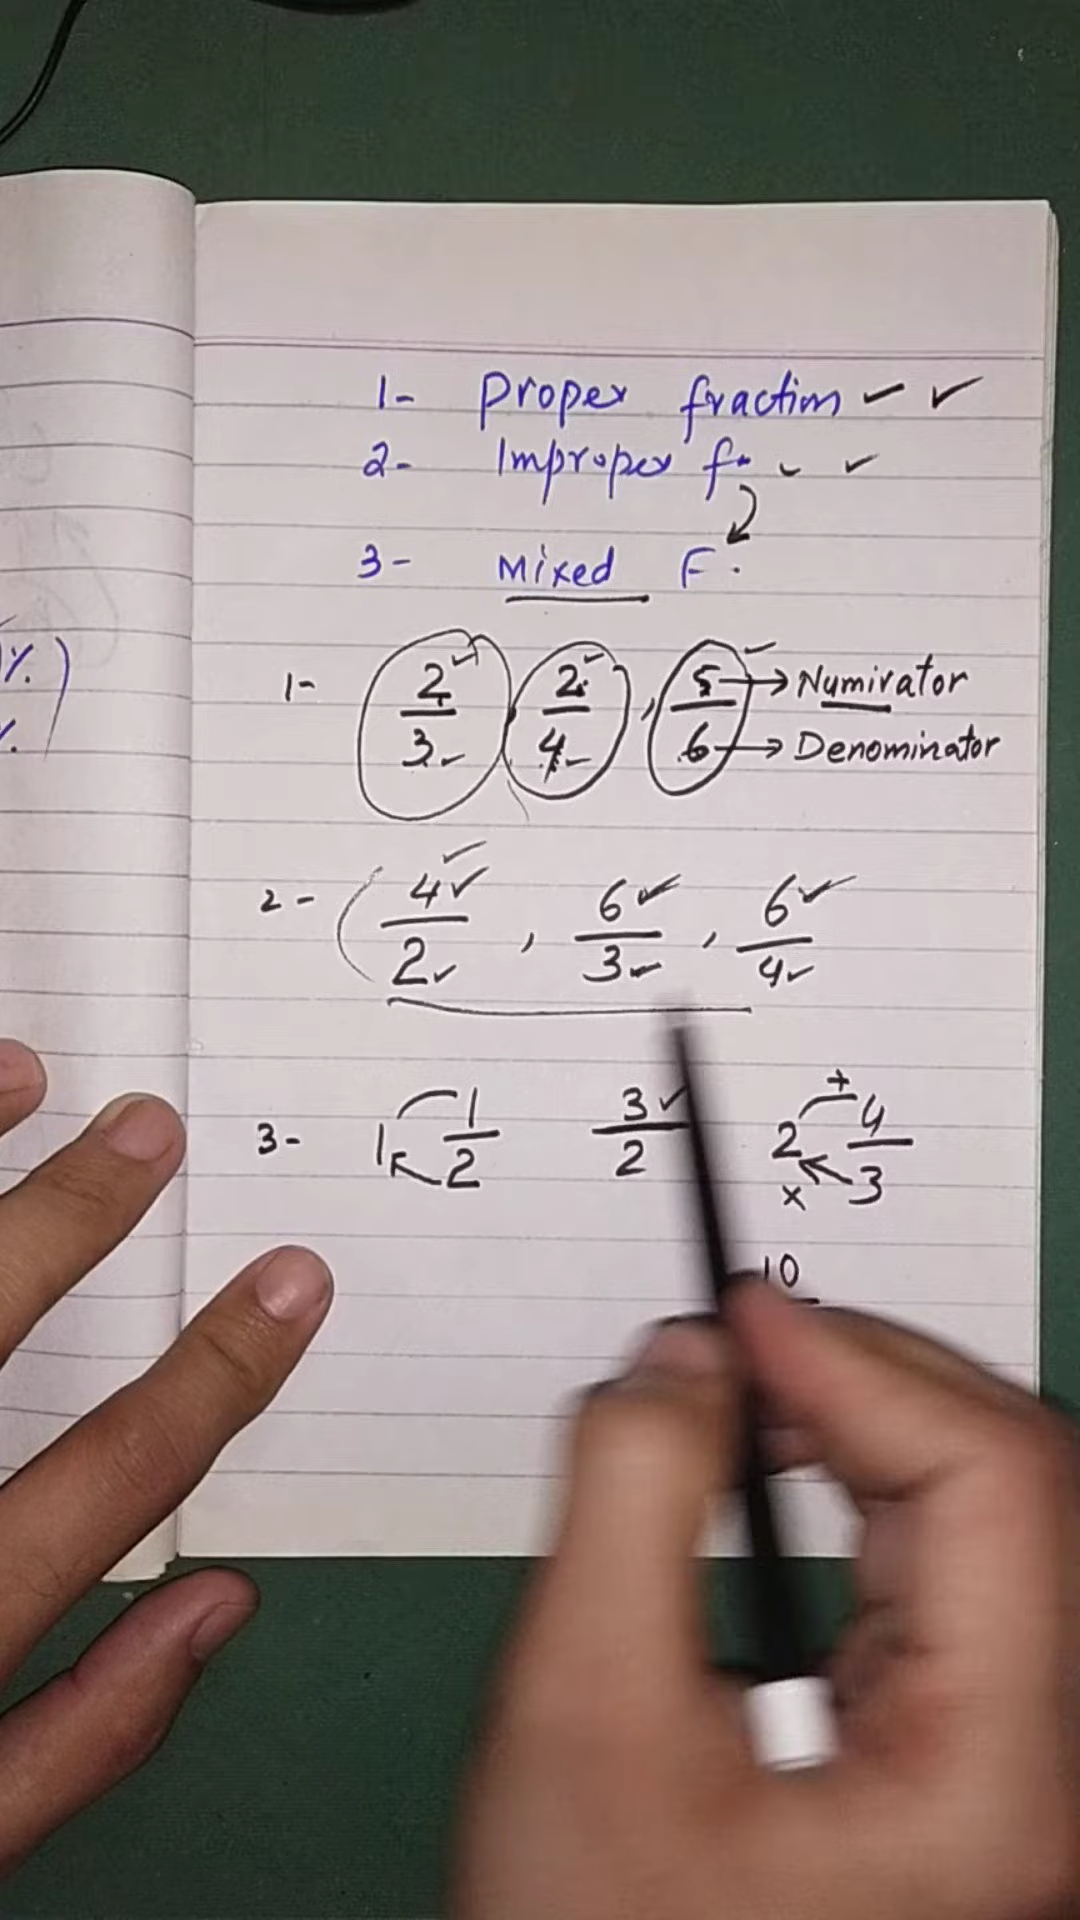 1- Proper fraction
2- Improper f.
3- Mixed F.
%
%
1- 2/3 , 2/4 , 5/6 → Numirator → Denominator
2- 4/2 , 6/3 , 6/4
3- 1 1/2 3/2 2 4/3 + x
10